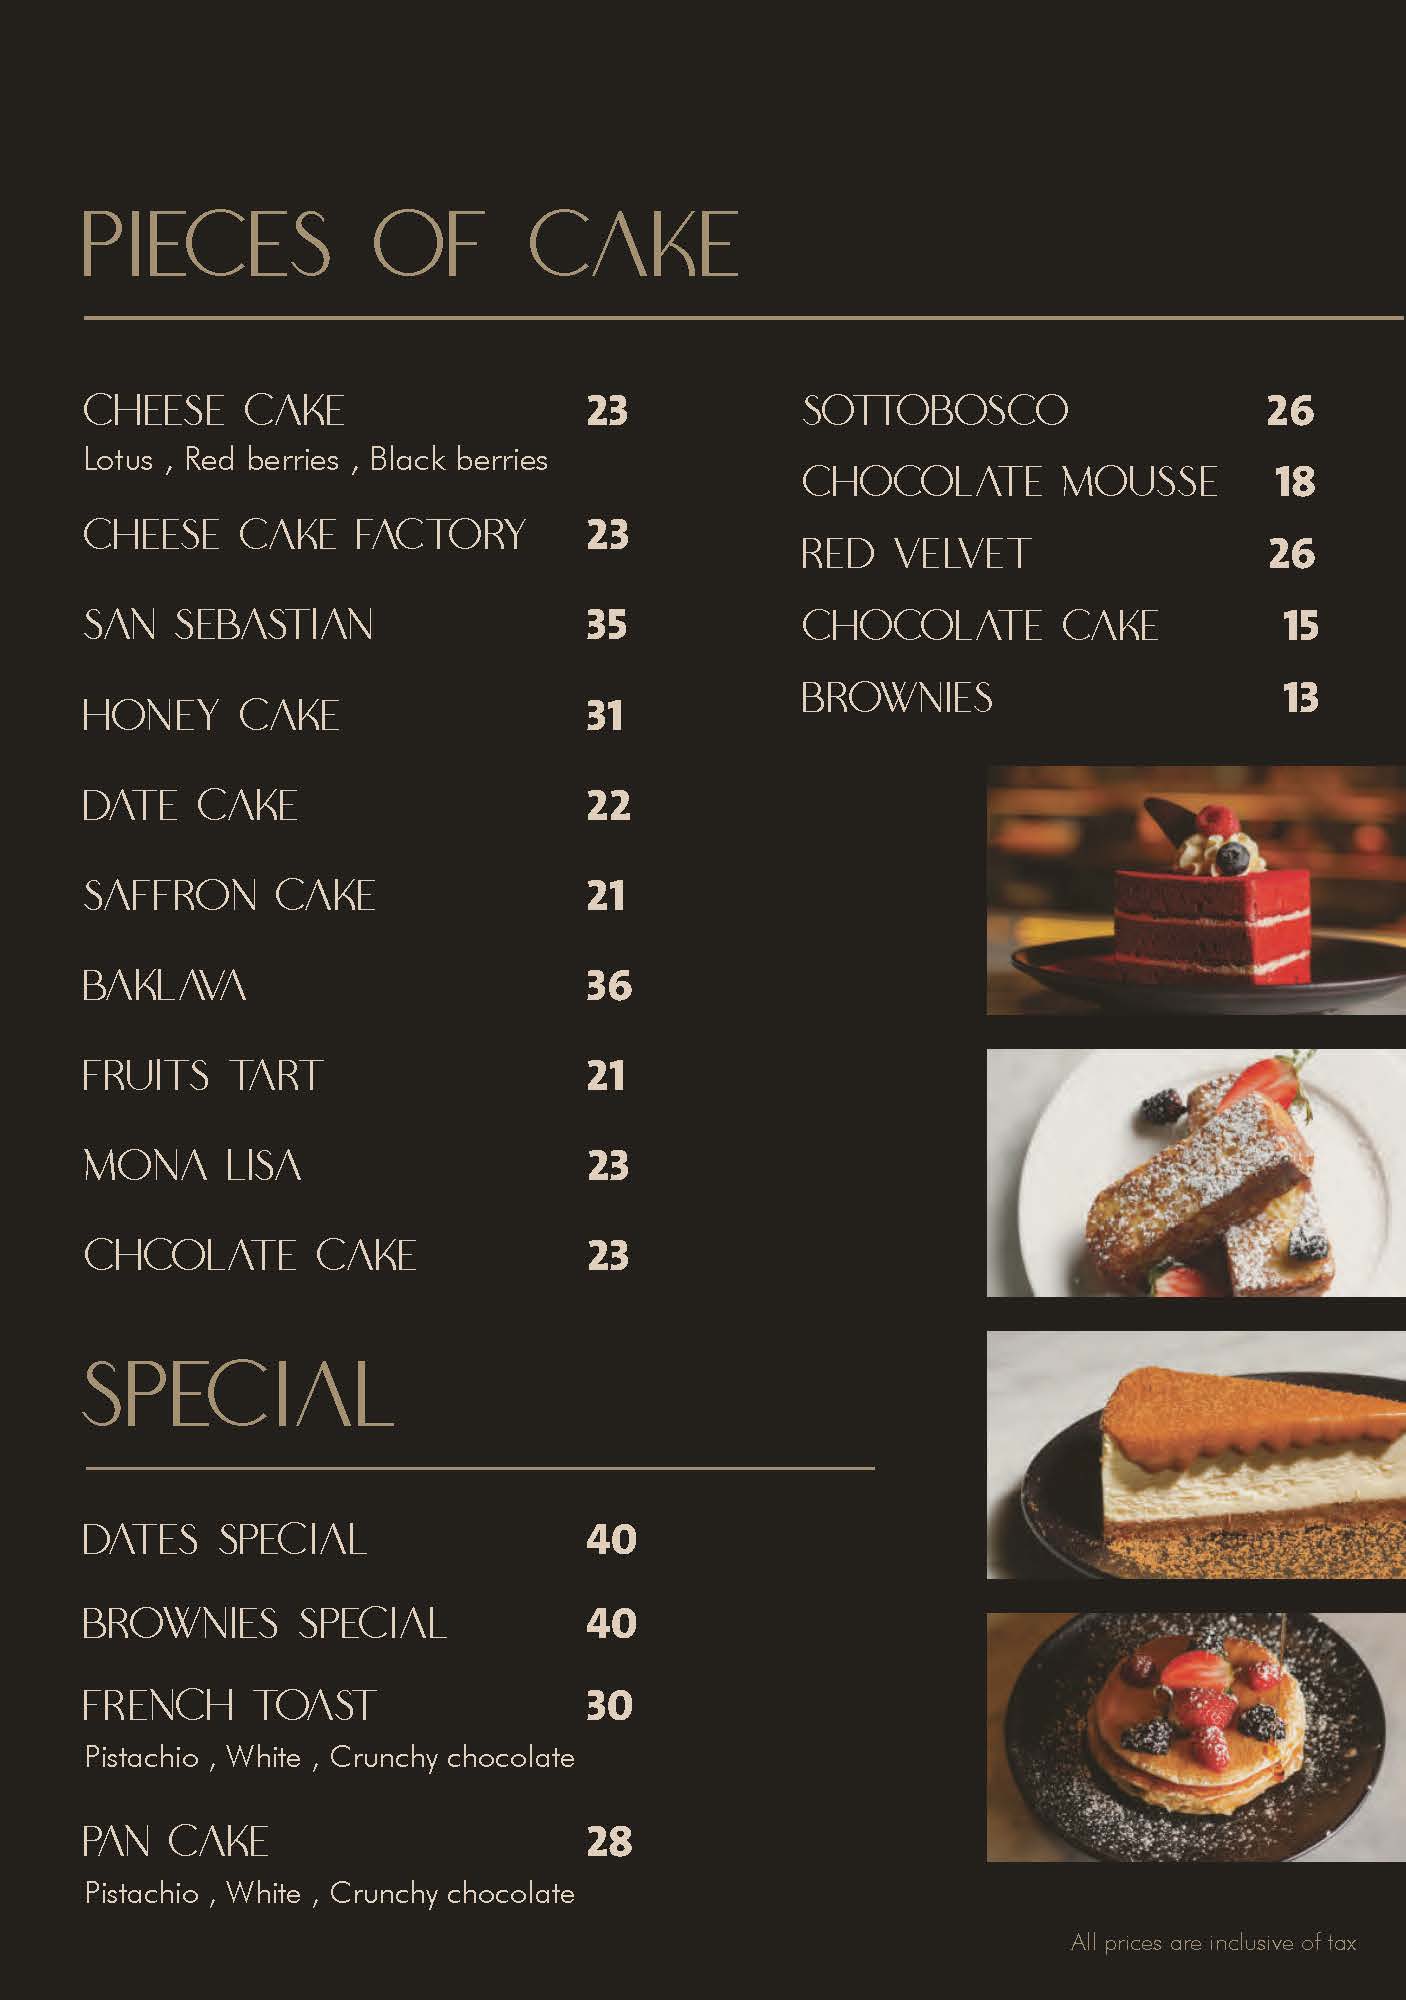 PIECES OF CAKE
CHEESE CAKE 23
Lotus , Red berries , Black berries
CHEESE CAKE FACTORY 23
SAN SEBASTIAN 35
HONEY CAKE 31
DATE CAKE 22
SAFFRON CAKE 21
BAKLAVA 36
FRUITS TART 21
MONA LISA 23
CHCOLATE CAKE 23
SOTTOBOSCO 26
CHOCOLATE MOUSSE 18
RED VELVET 26
CHOCOLATE CAKE 15
BROWNIES 13
SPECIAL
DATES SPECIAL 40
BROWNIES SPECIAL 40
FRENCH TOAST 30
Pistachio , White , Crunchy chocolate
PAN CAKE 28
Pistachio , White , Crunchy chocolate
All prices are inclusive of tax